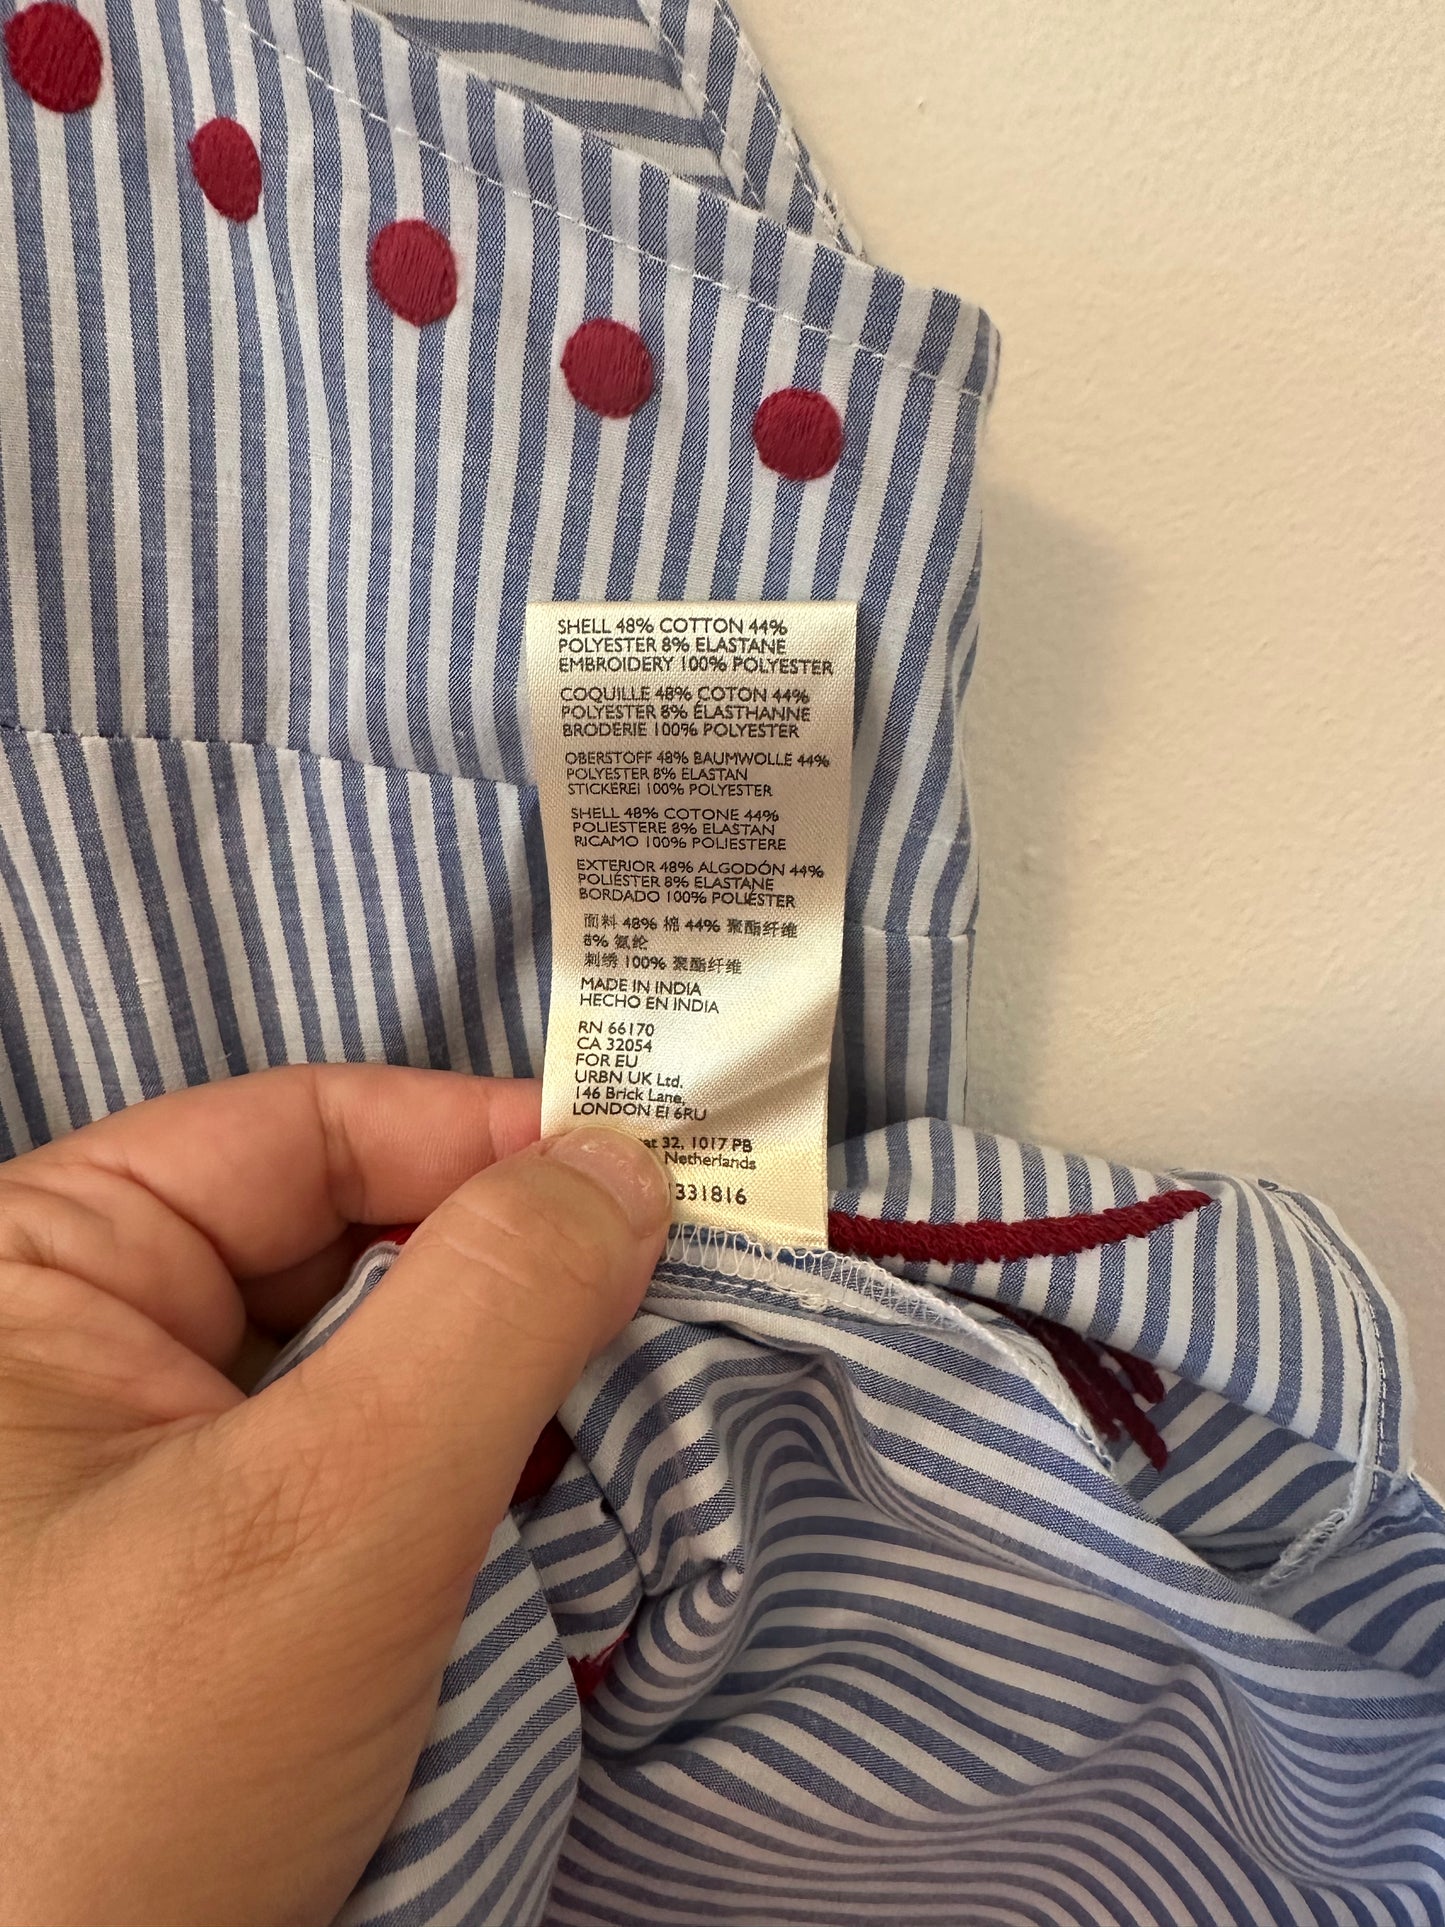 SHELL 48% COTTON 44%
POLYESTER 8% ELASTANE
EMBROIDERY 100% POLYESTER
COQUILLE 48% COTON 44%
POLYESTER 8% ÉLASTHANNE
BRODERIE 100% POLYESTER
OBERSTOFF 48% BAUMWOLLE 44%
POLYESTER 8% ELASTAN
STICKEREI 100% POLYESTER
SHELL 48% COTONE 44%
POLIESTERE 8% ELASTAN
RICAMO 100% POLIESTERE
EXTERIOR 48% ALGODÓN 44%
POLIÉSTER 8% ELASTANE
BORDADO 100% POLIÉSTER
面料 48% 棉 44% 聚酯纤维
8% 氨纶
刺绣 100% 聚酯纤维
MADE IN INDIA
HECHO EN INDIA
RN 66170
CA 32054
FOR EU
URBN UK Ltd.
146 Brick Lane,
LONDON E1 6RU
32, 1017 PB
Netherlands
331816